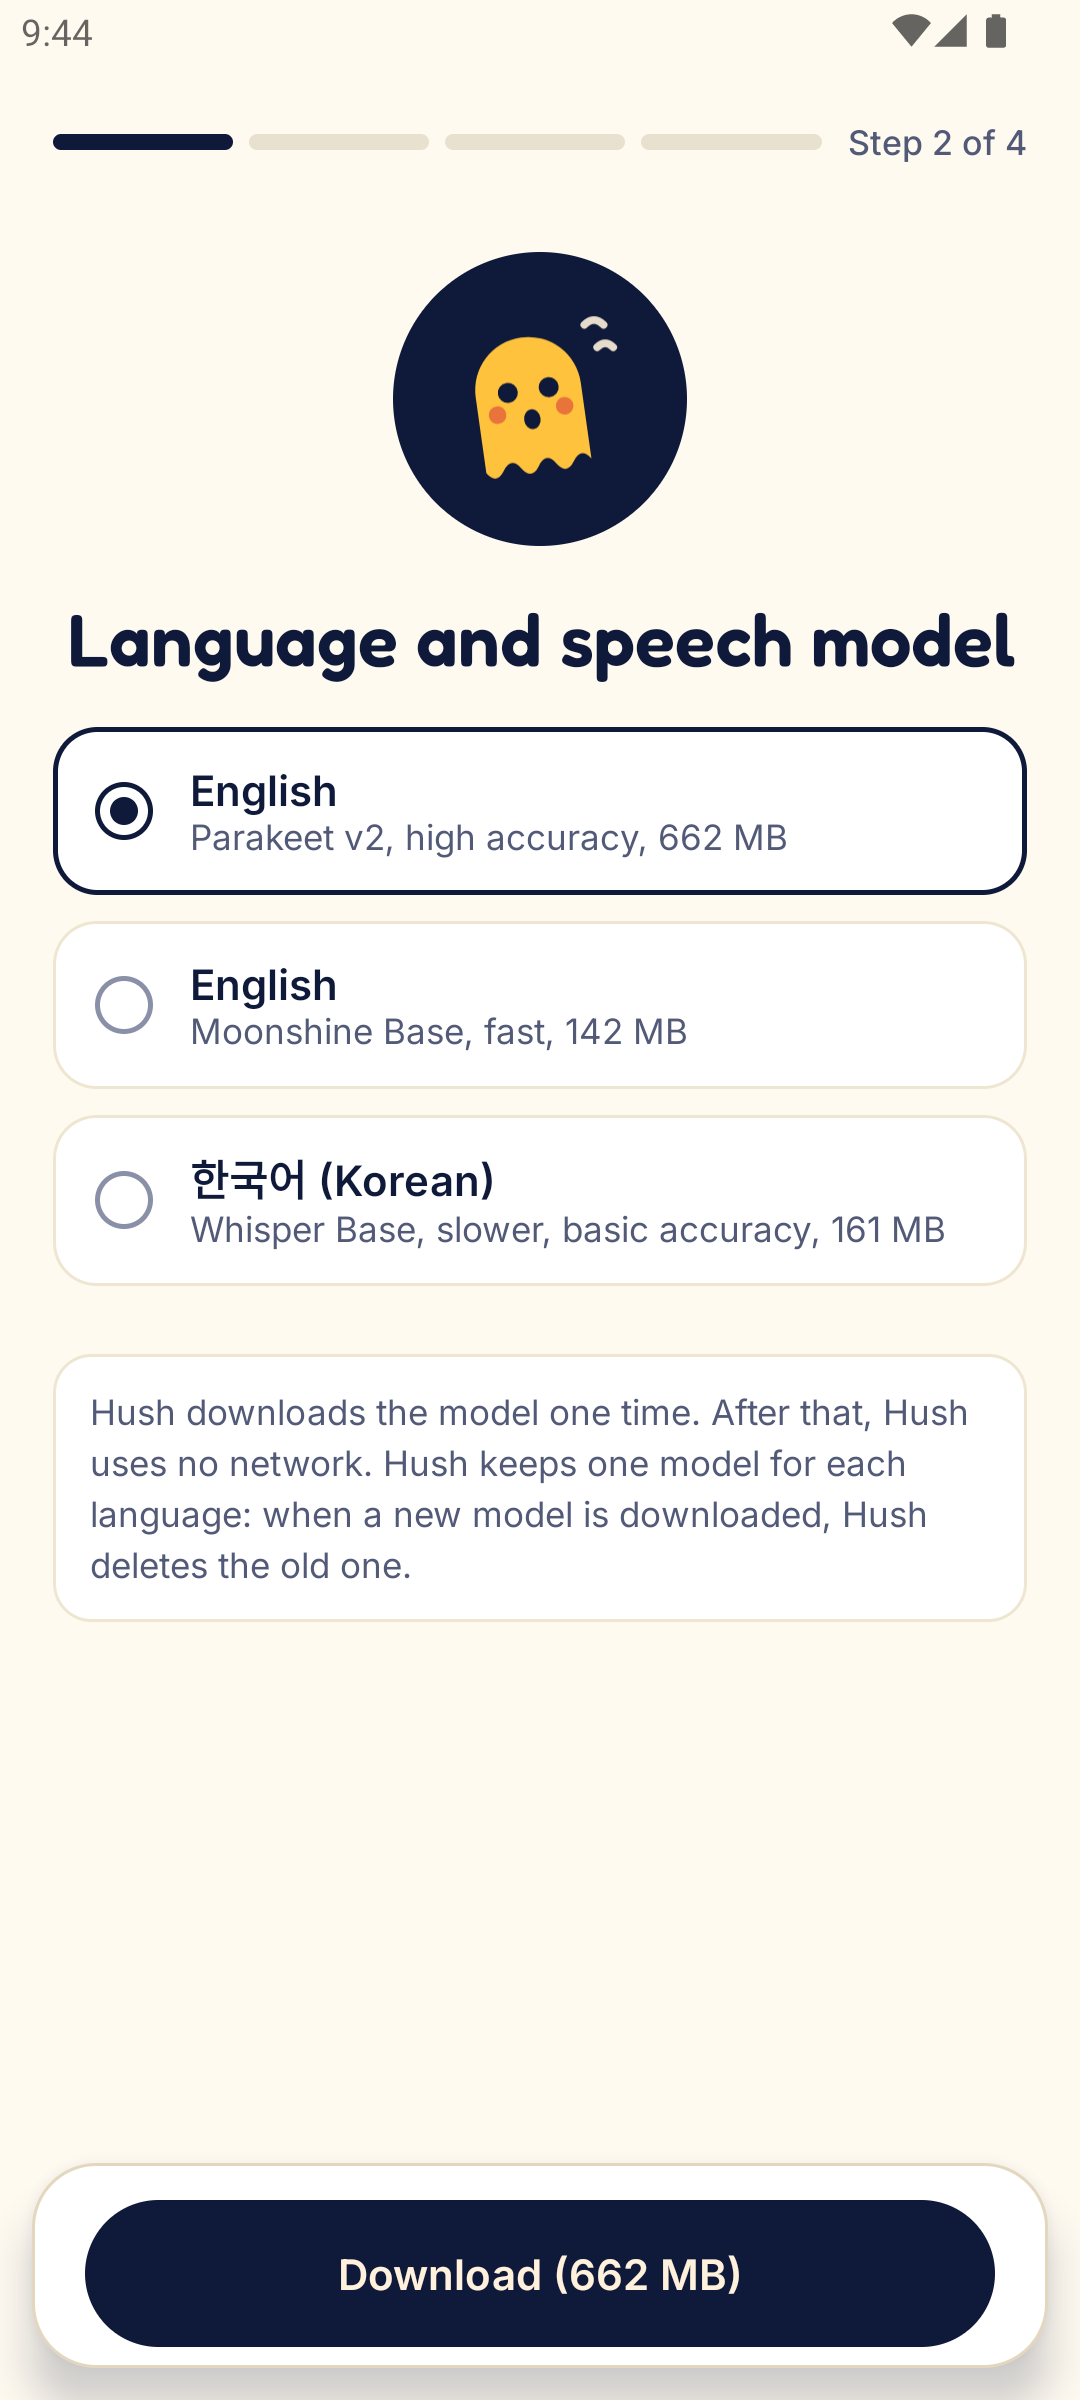 9:44
Step 2 of 4
Language and speech model
English
Parakeet v2, high accuracy, 662 MB
English
Moonshine Base, fast, 142 MB
한국어 (Korean)
Whisper Base, slower, basic accuracy, 161 MB
Hush downloads the model one time. After that, Hush
uses no network. Hush keeps one model for each
language: when a new model is downloaded, Hush
deletes the old one.
Download (662 MB)